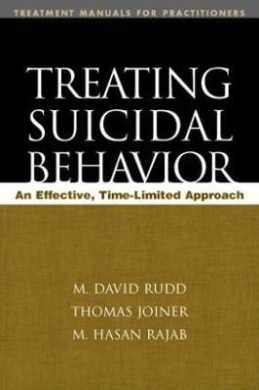 TREATMENT MANUALS FOR PRACTITIONERS
TREATING
SUICIDAL
BEHAVIOR
An Effective, Time-Limited Approach
M. DAVID RUDD
THOMAS JOINER
M. HASAN RAJAB